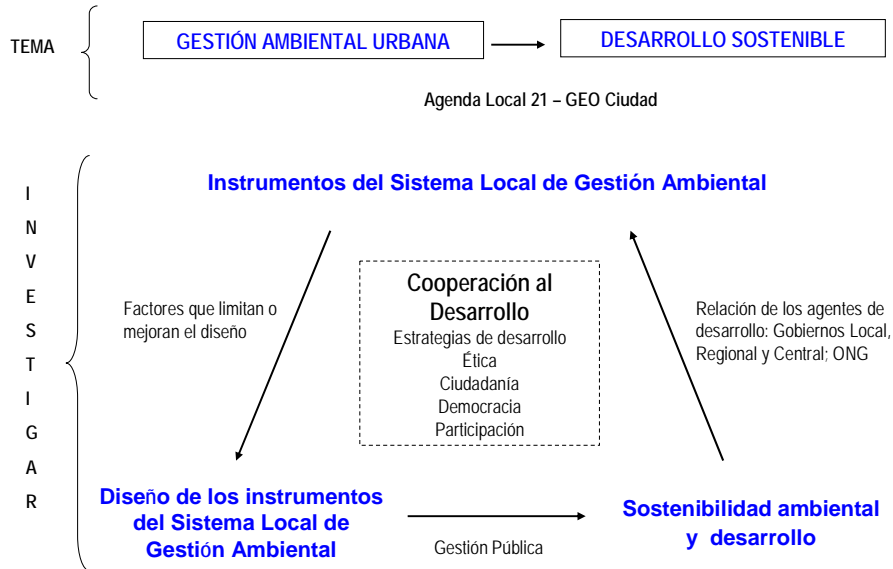 TEMA
GESTIÓN AMBIENTAL URBANA
DESARROLLO SOSTENIBLE
Agenda Local 21 – GEO Ciudad
I
N
V
E
S
T
I
G
A
R
Instrumentos del Sistema Local de Gestión Ambiental
Factores que limitan o
mejoran el diseño
Cooperación al
Desarrollo
Estrategias de desarrollo
Ética
Ciudadanía
Democracia
Participación
Relación de los agentes de
desarrollo: Gobiernos Local,
Regional y Central; ONG
Diseño de los instrumentos
del Sistema Local de
Gestión Ambiental
Gestión Pública
Sostenibilidad ambiental
y desarrollo